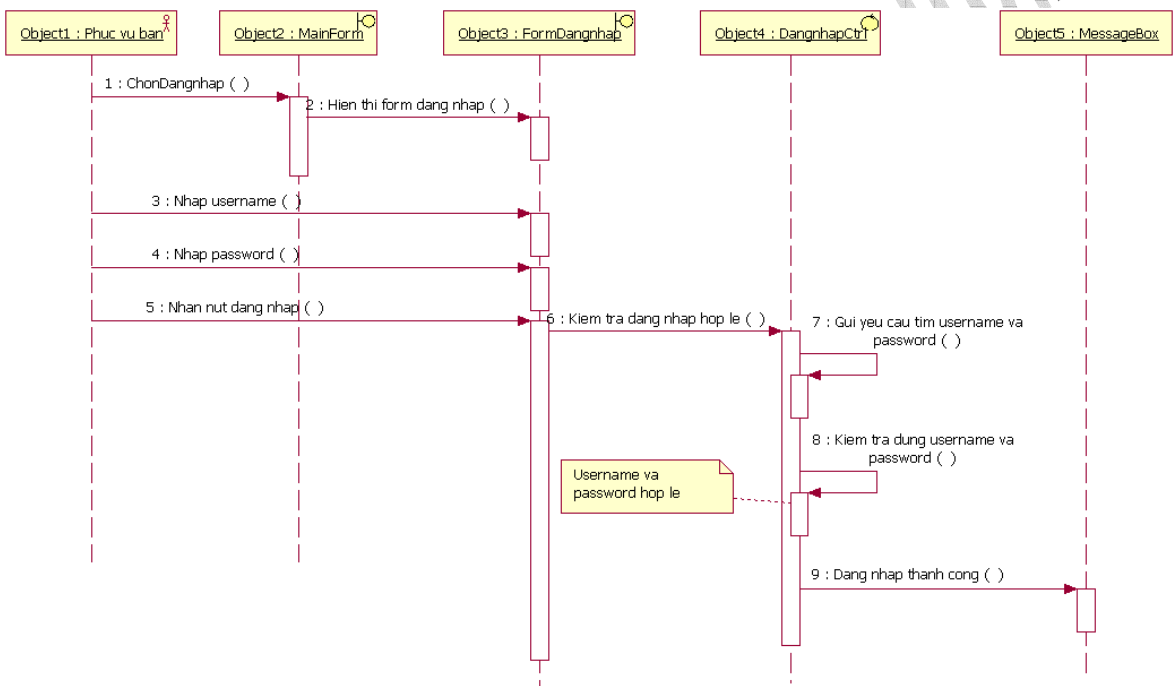 Object1 : Phuc vu ban
Object2 : MainForm
Object3 : FormDangnhap
Object4 : DangnhapCtrl
Object5 : MessageBox
1 : ChonDangnhap ( )
2 : Hien thi form dang nhap ( )
3 : Nhap username ( )
4 : Nhap password ( )
5 : Nhan nut dang nhap ( )
6 : Kiem tra dang nhap hop le ( )
7 : Gui yeu cau tim username va
password ( )
8 : Kiem tra dung username va
password ( )
Username va
password hop le
9 : Dang nhap thanh cong ( )